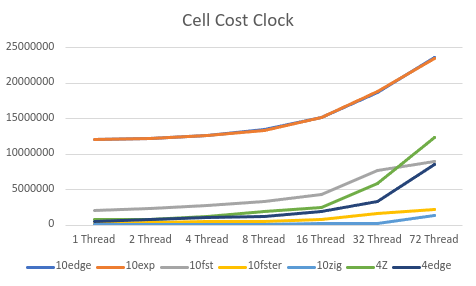 Cell Cost Clock
25000000
20000000
15000000
10000000
5000000
0
1 Thread 2 Thread 4 Thread 8 Thread 16 Thread 32 Thread 72 Thread
10edge 10exp 10fst 10fster 10zig 4Z 4edge